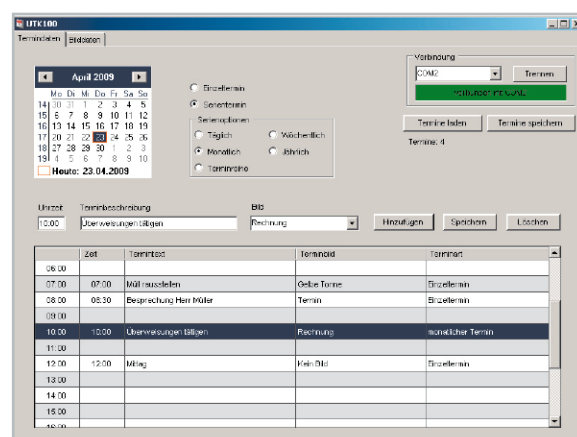 UTK100
Termindaten Bilddaten
April 2009
Mo Di Mi Do Fr Sa So
14 30 31 1 2 3 4 5
15 6 7 8 9 10 11 12
16 13 14 15 16 17 18 19
17 20 21 22 23 24 25 26
18 27 28 29 30 1 2 3
19 4 5 6 7 8 9 10
Heute: 23.04.2009
Einzeltermin
Serientermin
Serienoptionen
Täglich Wöchentlich
Monatlich Jährlich
Terminreihe
Verbindung
COM2 Trennen
Verbunden mit COM2
Termine laden Termine speichern
Termine: 4
Uhrzeit Terminbeschreibung Bild
10:00 Überweisungen tätigen Rechnung Hinzufügen Speichern Löschen
Zeit Termintext Terminbild Terminart
06:00
07:00 07:00 Müll rausstellen Gelbe Tonne Einzeltermin
08:00 08:30 Besprechung Herr Müller Termin Einzeltermin
09:00
10:00 10:00 Überweisungen tätigen Rechnung monatlicher Termin
11:00
12:00 12:00 Mittag Kein Bild Einzeltermin
13:00
14:00
15:00
16:00